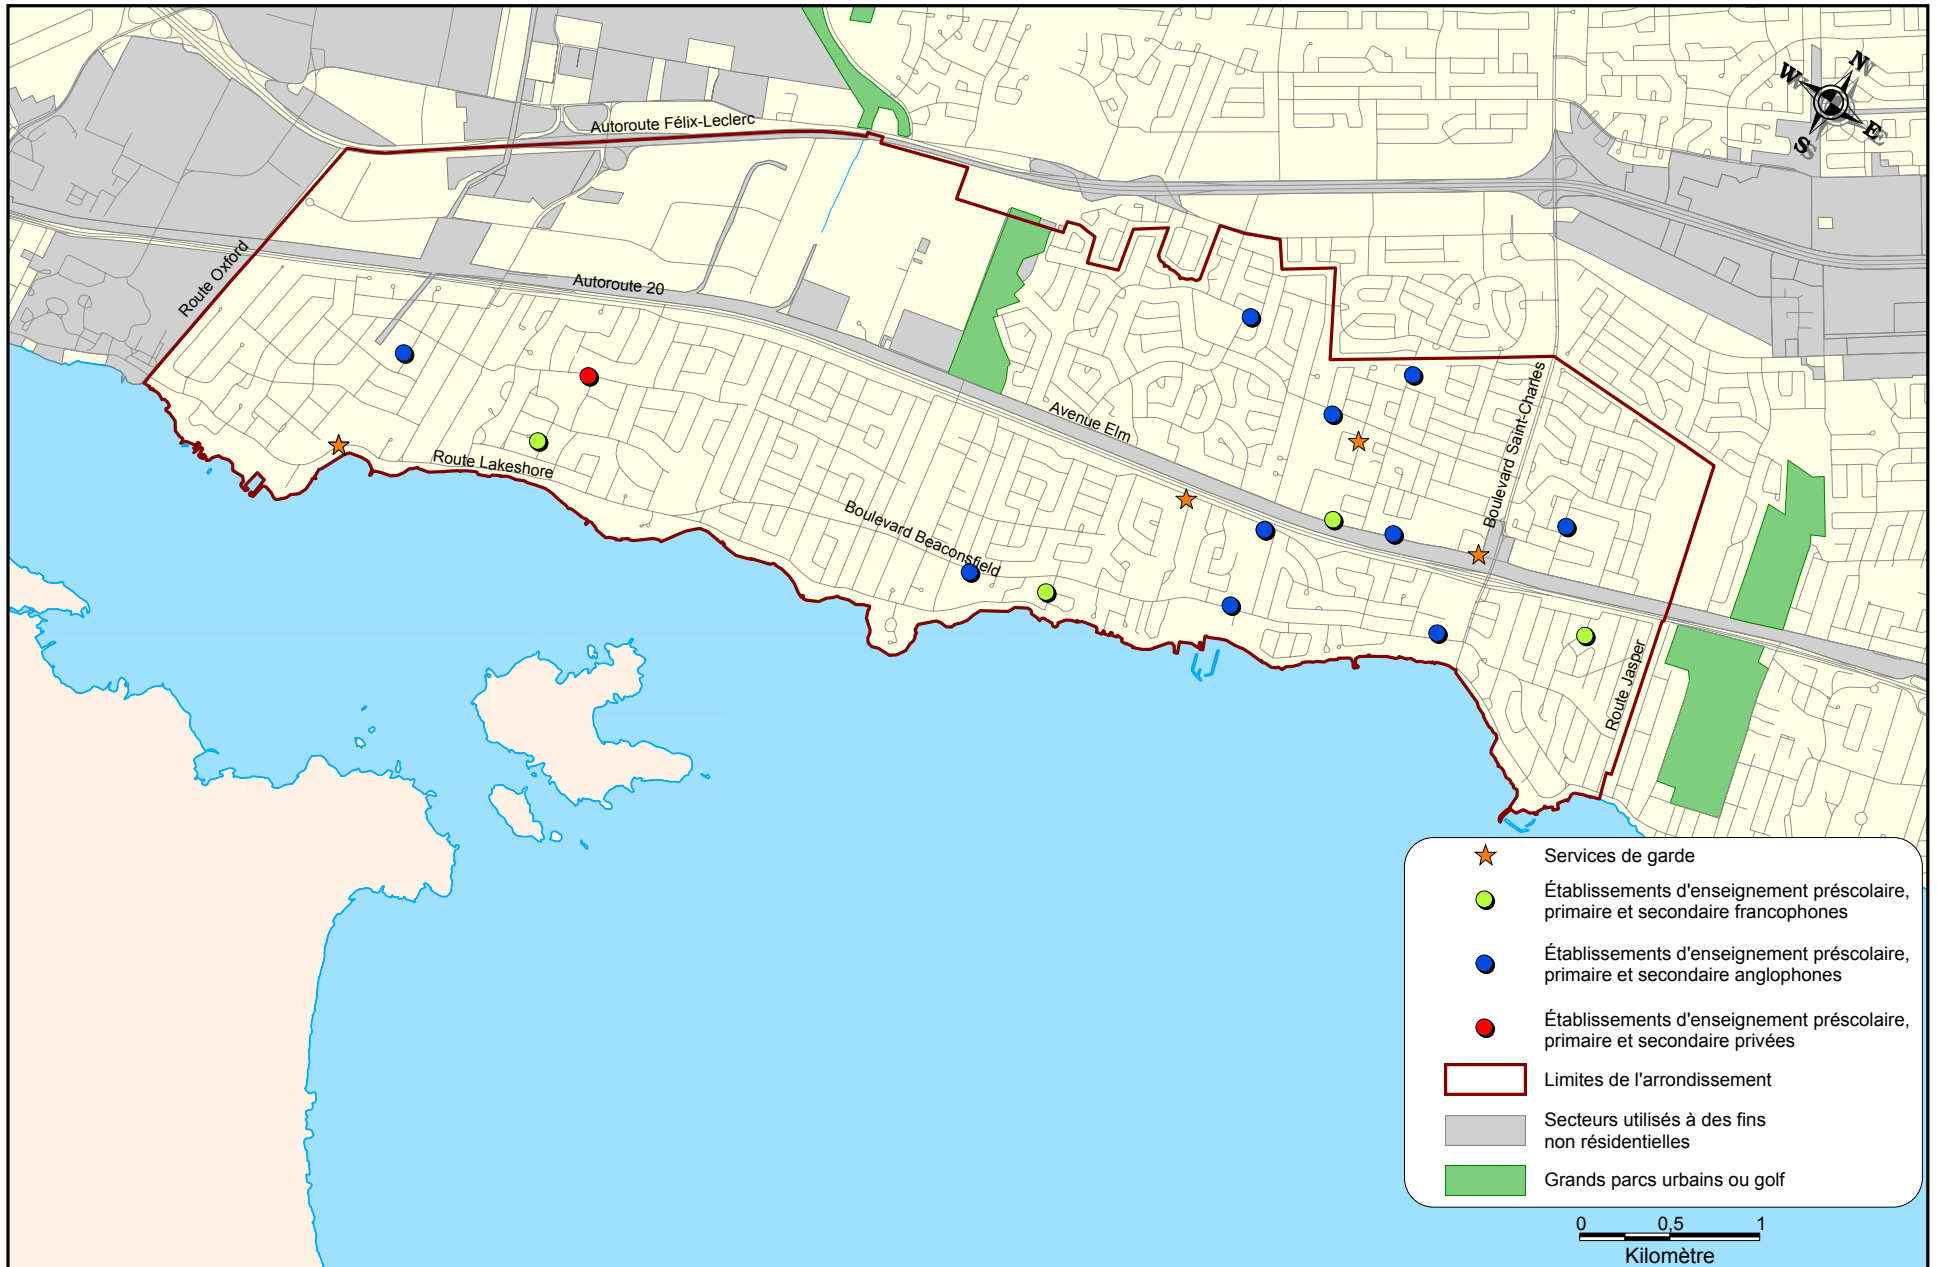 Autoroute Félix-Leclerc
N
W
E
S
Route Oxford
Autoroute 20
Avenue Elm
Boulevard Saint-Charles
Route Lakeshore
Boulevard Beaconsfield
Route Jasper
Services de garde
Établissements d'enseignement préscolaire,
primaire et secondaire francophones
Établissements d'enseignement préscolaire,
primaire et secondaire anglophones
Établissements d'enseignement préscolaire,
primaire et secondaire privées
Limites de l'arrondissement
Secteurs utilisés à des fins
non résidentielles
Grands parcs urbains ou golf
0 0,5 1
Kilomètre